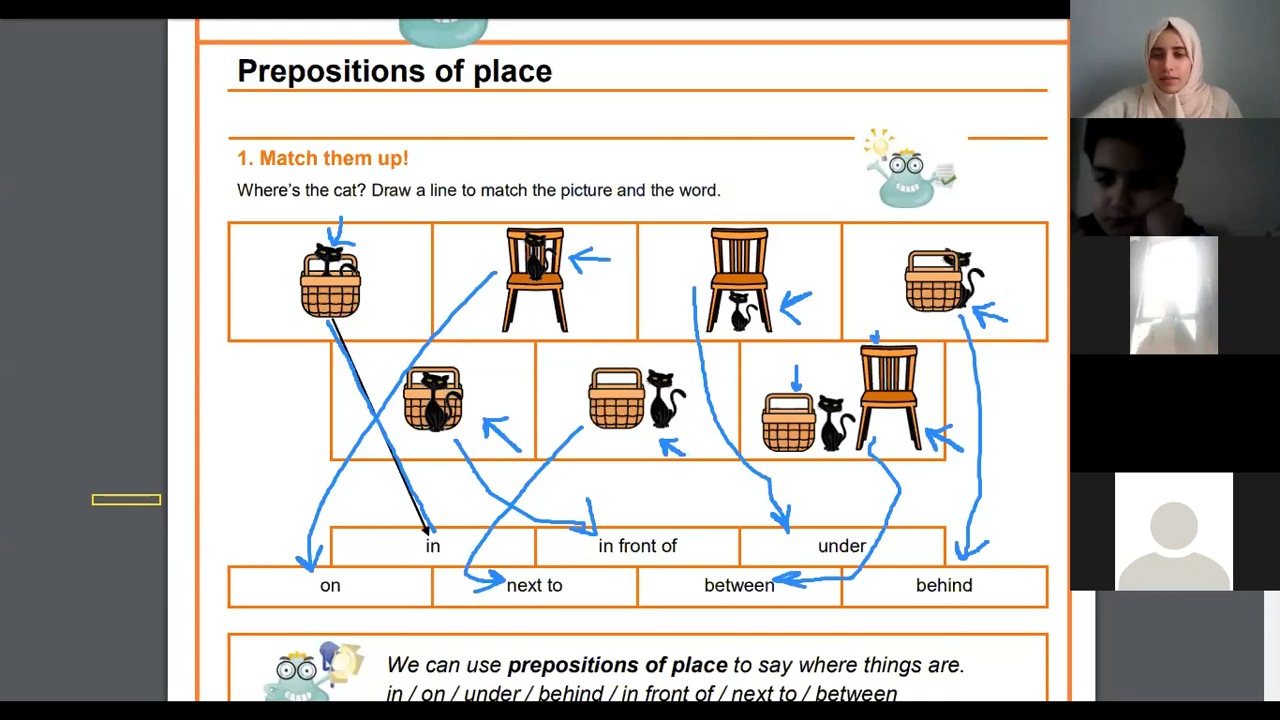 Prepositions of place
1. Match them up!
Where's the cat? Draw a line to match the picture and the word.
in
in front of
under
on
next to
between
behind
We can use prepositions of place to say where things are.
in / on / under / behind / in front of / next to / between